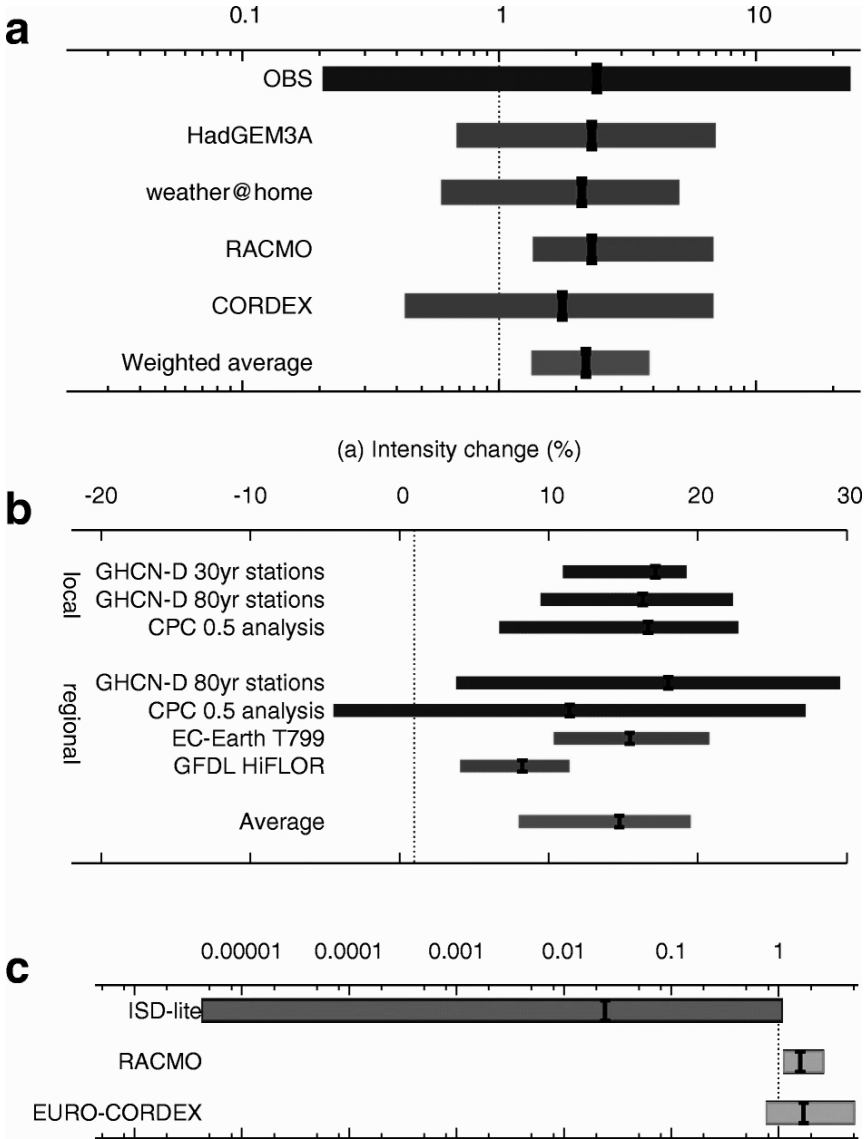 a
0.1 1 10
OBS
HadGEM3A
weather@home
RACMO
CORDEX
Weighted average
(a) Intensity change (%)
b
-20 -10 0 10 20 30
local
GHCN-D 30yr stations
GHCN-D 80yr stations
CPC 0.5 analysis
regional
GHCN-D 80yr stations
CPC 0.5 analysis
EC-Earth T799
GFDL HiFLOR
Average
c
0.00001 0.0001 0.001 0.01 0.1 1
ISD-lite
RACMO
EURO-CORDEX